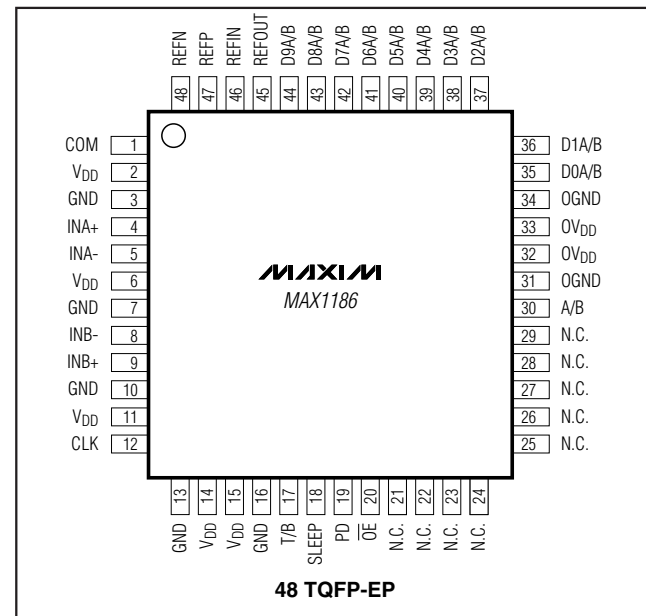 REFN
REFP
REFIN
REFOUT
D9A/B
D8A/B
D7A/B
D6A/B
D5A/B
D4A/B
D3A/B
D2A/B
48
47
46
45
44
43
42
41
40
39
38
37
COM 1
VDD 2
GND 3
INA+ 4
INA- 5
VDD 6
GND 7
INB- 8
INB+ 9
GND 10
VDD 11
CLK 12
MAXIM
MAX1186
36 D1A/B
35 D0A/B
34 OGND
33 OVDD
32 OVDD
31 OGND
30 A/B
29 N.C.
28 N.C.
27 N.C.
26 N.C.
25 N.C.
13
14
15
16
17
18
19
20
21
22
23
24
GND
VDD
VDD
GND
T/B
SLEEP
PD
O̅E̅
N.C.
N.C.
N.C.
N.C.
48 TQFP-EP